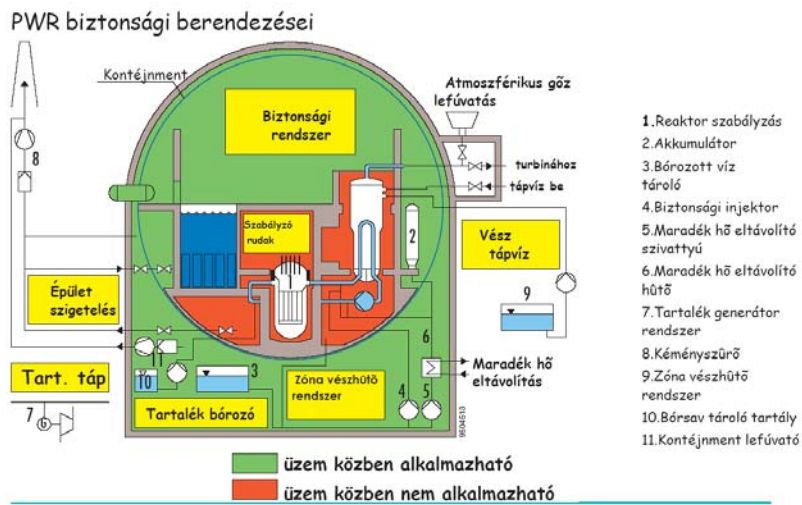 PWR biztonsági berendezései
Kontéjnment
Atmoszférikus gőz
lefúvatás
Biztonsági
rendszer
8
turbinához
tápvíz be
Szabályzó
rudak
1
2
Vész
tápvíz
9
Épület
szigetelés
6
Maradék hő
eltávolítás
11
10
3
Zóna vészhűtő
rendszer
4
5
Tart. táp
7
G
Tartalék bórozó
9504513
üzem közben alkalmazható
üzem közben nem alkalmazható
1.Reaktor szabályzás
2.Akkumulátor
3.Bórozott víz
tároló
4.Biztonsági injektor
5.Maradék hő eltávolító
szivattyú
6.Maradék hő eltávolító
hűtő
7.Tartalék generátor
rendszer
8.Kéményszűrő
9.Zóna vészhűtő
rendszer
10.Bórsav tároló tartály
11.Kontéjnment lefúvató